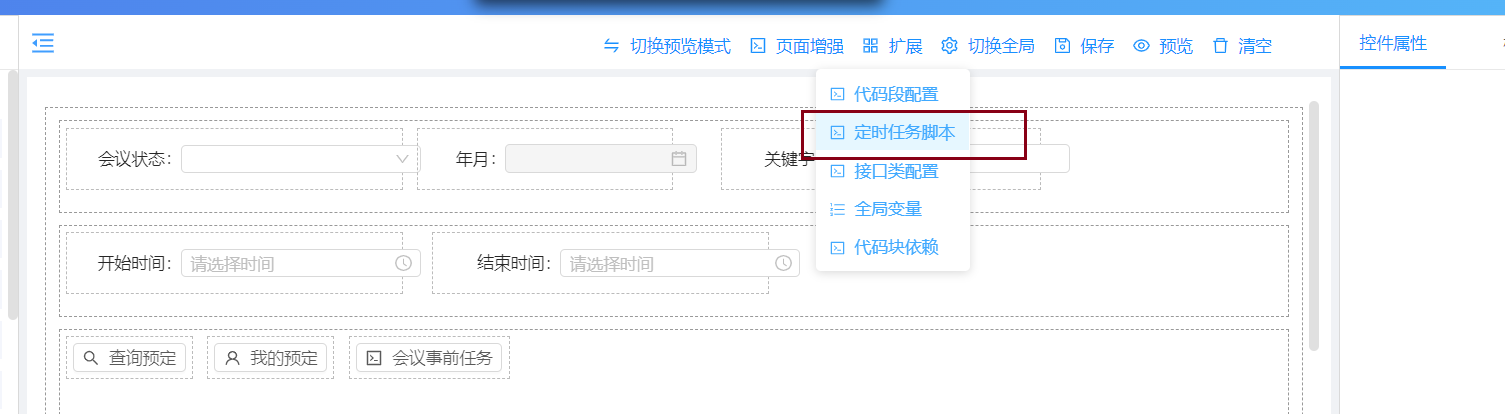 切换预览模式 页面增强 扩展 切换全局 保存 预览 清空 控件属性
代码段配置
定时任务脚本
接口类配置
全局变量
代码块依赖
会议状态: 年月: 关键字
开始时间: 请选择时间 结束时间: 请选择时间
查询预定 我的预定 会议事前任务